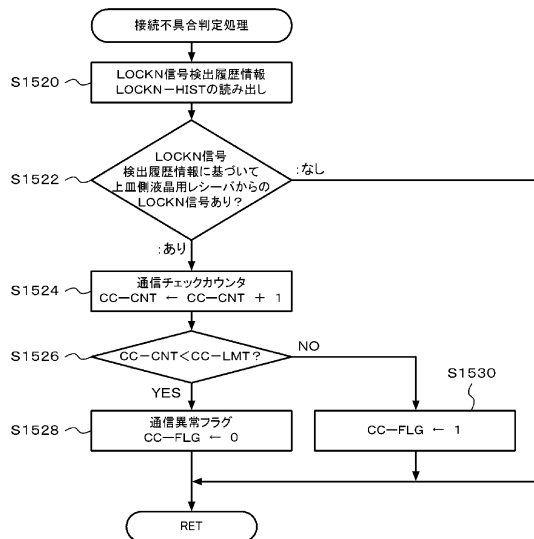 接続不具合判定処理
S1520
LOCKN信号検出履歴情報
LOCKN－HISTの読み出し
S1522
LOCKN信号
検出履歴情報に基づいて
上皿側液晶用レシーバからの
LOCKN信号あり？
:なし
:あり
S1524
通信チェックカウンタ
CC－CNT ← CC－CNT ＋ 1
S1526
CC－CNT＜CC－LMT？
NO
YES
S1530
S1528
通信異常フラグ
CC－FLG ← 0
CC－FLG ← 1
RET